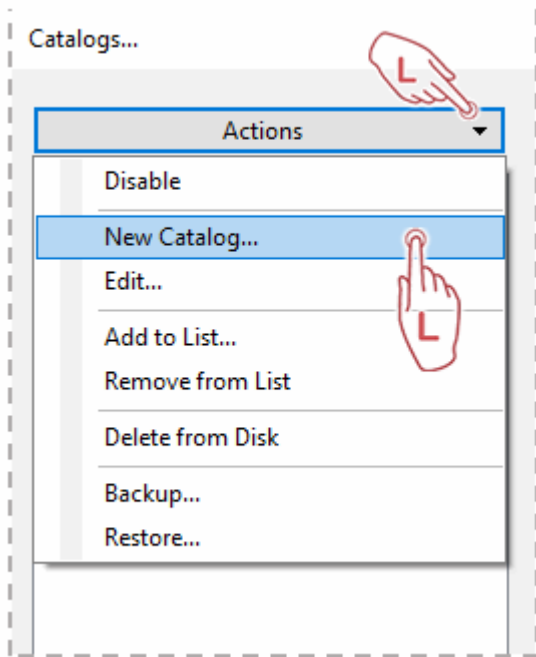 Catalogs...
L
Actions
Disable
New Catalog...
Edit...
L
Add to List...
Remove from List
Delete from Disk
Backup...
Restore...